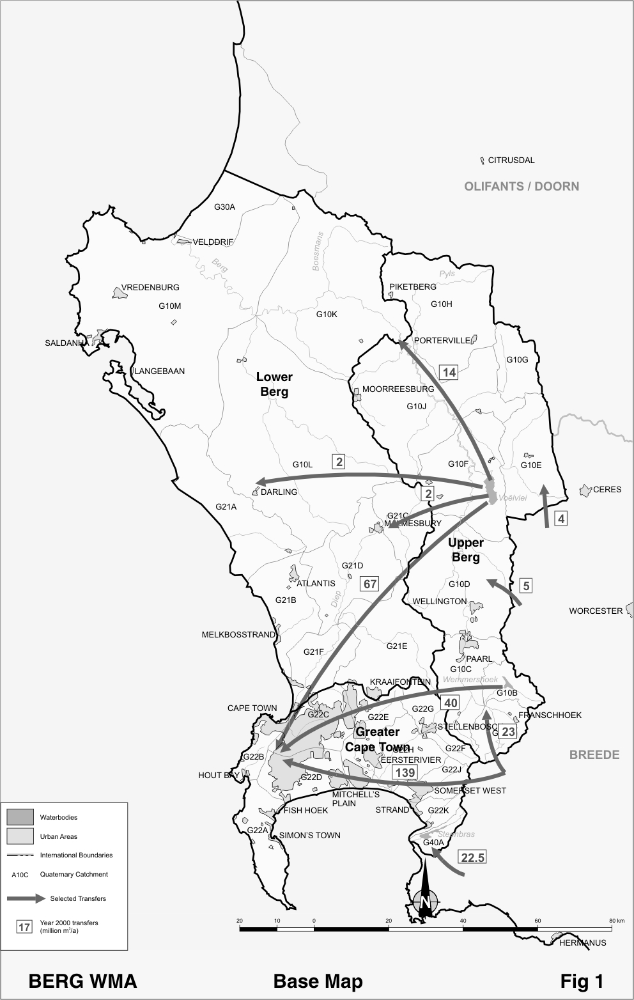 CITRUSDAL
OLIFANTS / DOORN
G30A
VELDDRIF
Berg
Boesmans
Pyls
VREDENBURG
PIKETBERG
G10M
G10H
G10K
SALDANHA
PORTERVILLE
G10G
LANGEBAAN
Lower
Berg
14
MOORREESBURG
G10J
G10L
2
G10F
G10E
DARLING
2
Voëlvlei
CERES
G21A
G21C
MALMESBURY
4
Upper
Berg
G21D
ATLANTIS
67
G10D
5
G21B
Diep
WELLINGTON
WORCESTER
MELKBOSSTRAND
G21F
G21E
PAARL
G10C
Wemmershoek
KRAAIFONTEIN
G10B
CAPE TOWN
G22C
G22E
G22G
40
FRANSCHHOEK
STELLENBOSC
G
23
Greater
Cape Town
G22H
G22F
G22B
EERSTERIVIER
BREEDE
HOUT BAY
G22D
139
G22J
MITCHELL'S
PLAIN
SOMERSET WEST
FISH HOEK
STRAND
G22K
G22A
SIMON'S TOWN
Steenbras
G40A
22.5
N
Waterbodies
Urban Areas
International Boundaries
A10C Quaternary Catchment
Selected Transfers
17 Year 2000 transfers
(million m³/a)
20 10 0 20 40 60 80 km
HERMANUS
BERG WMA Base Map Fig 1